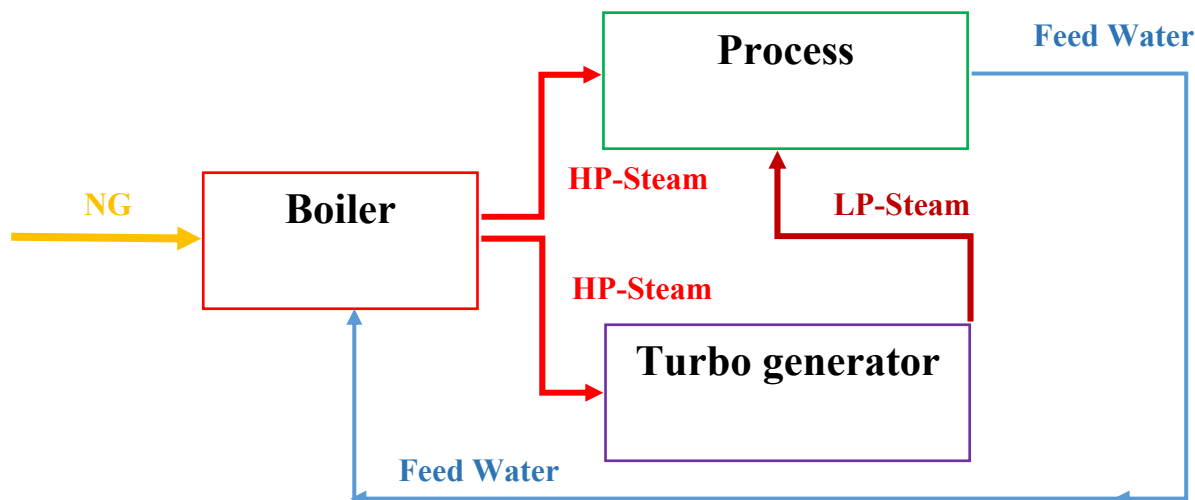 Process
Feed Water
HP-Steam
NG
Boiler
LP-Steam
HP-Steam
Turbo generator
Feed Water